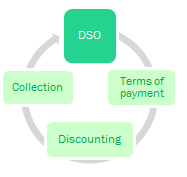 DSO
Terms of
payment
Discounting
Collection